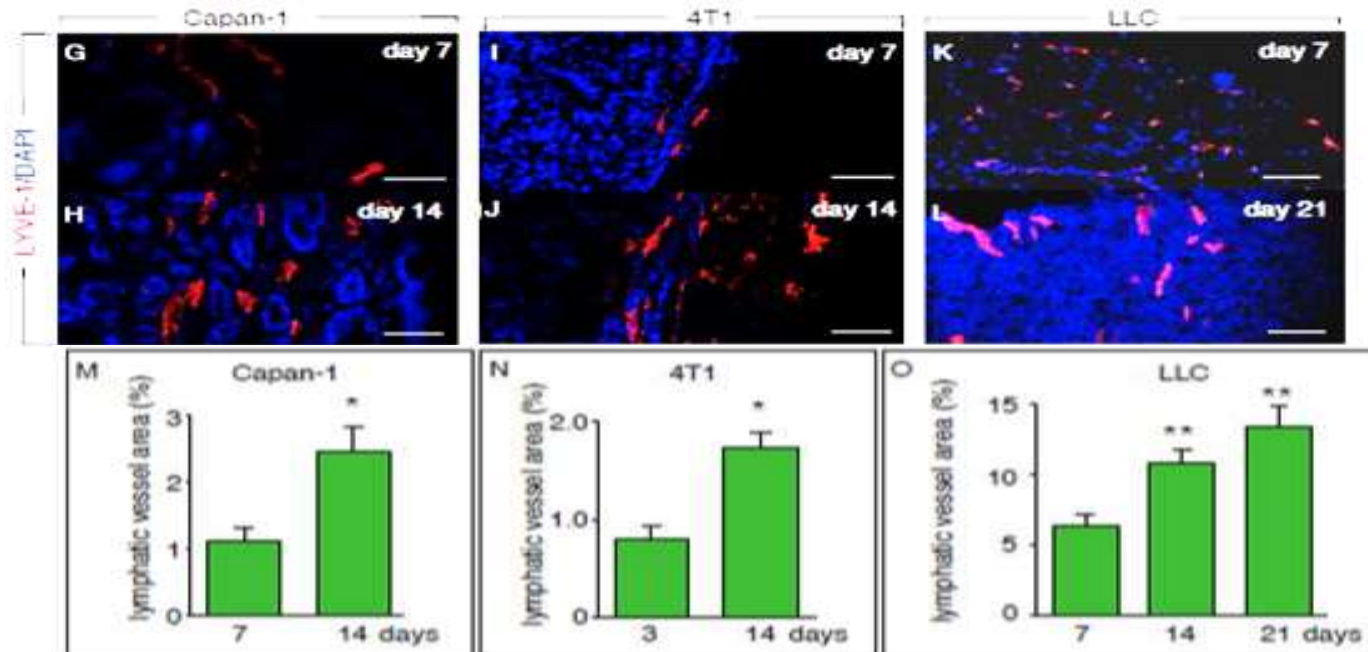 Capan-1 4T1 LLC
LYVE-1/DAPI
G day 7 I day 7 K day 7
H day 14 J day 14 L day 21
M Capan-1
lymphatic vessel area (%)
3
2
1
0
7 14 days
N 4T1
lymphatic vessel area (%)
2.0
1.0
0
*
3 14 days
O LLC
lymphatic vessel area (%)
15
10
5
0
**
**
7 14 21 days
*